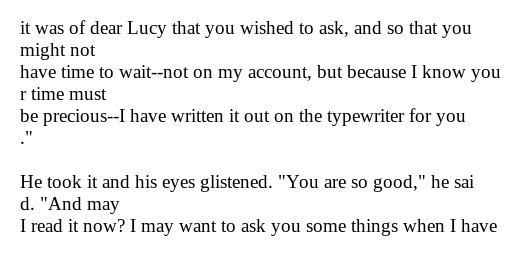 it was of dear Lucy that you wished to ask, and so that you
might not
have time to wait--not on my account, but because I know you
r time must
be precious--I have written it out on the typewriter for you
."

He took it and his eyes glistened. "You are so good," he sai
d. "And may
I read it now? I may want to ask you some things when I have